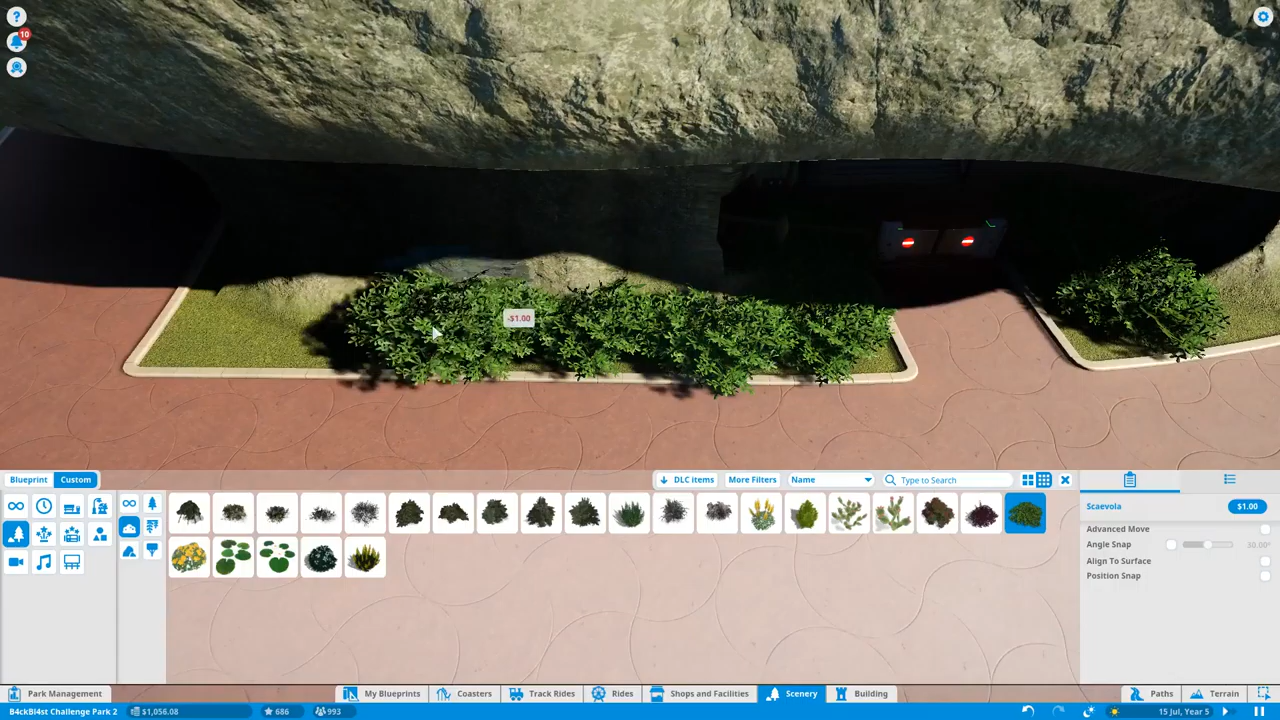 ?
10
-$1.00
Blueprint Custom
DLC items More Filters Name Type to Search
Scaevola $1.00
Advanced Move
Angle Snap -30.00°
Align To Surface
Position Snap
Park Management My Blueprints Coasters Track Rides Rides Shops and Facilities Scenery Building Paths Terrain
B4ckBl4st Challenge Park 2 $1,056.08 686 993 15 Jul, Year 5